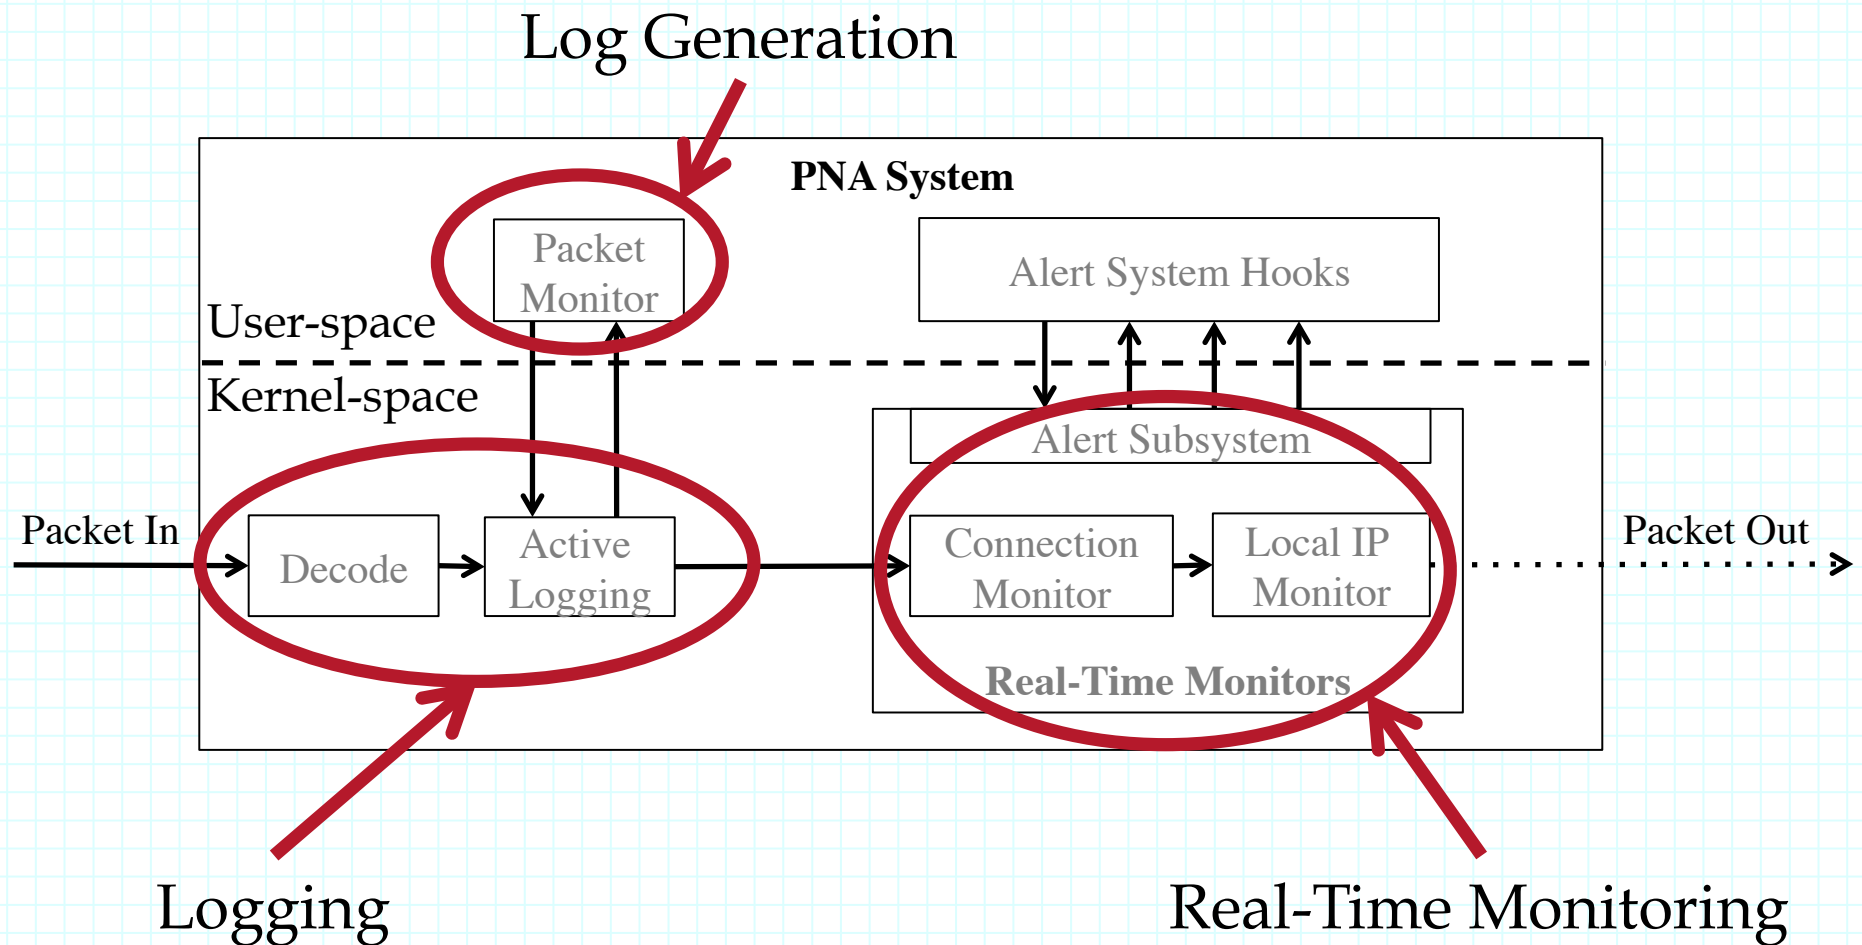 Log Generation
PNA System
Packet
Monitor
Alert System Hooks
User-space
Kernel-space
Alert Subsystem
Packet In
Decode
Active
Logging
Connection
Monitor
Local IP
Monitor
Packet Out
Real-Time Monitors
Logging
Real-Time Monitoring